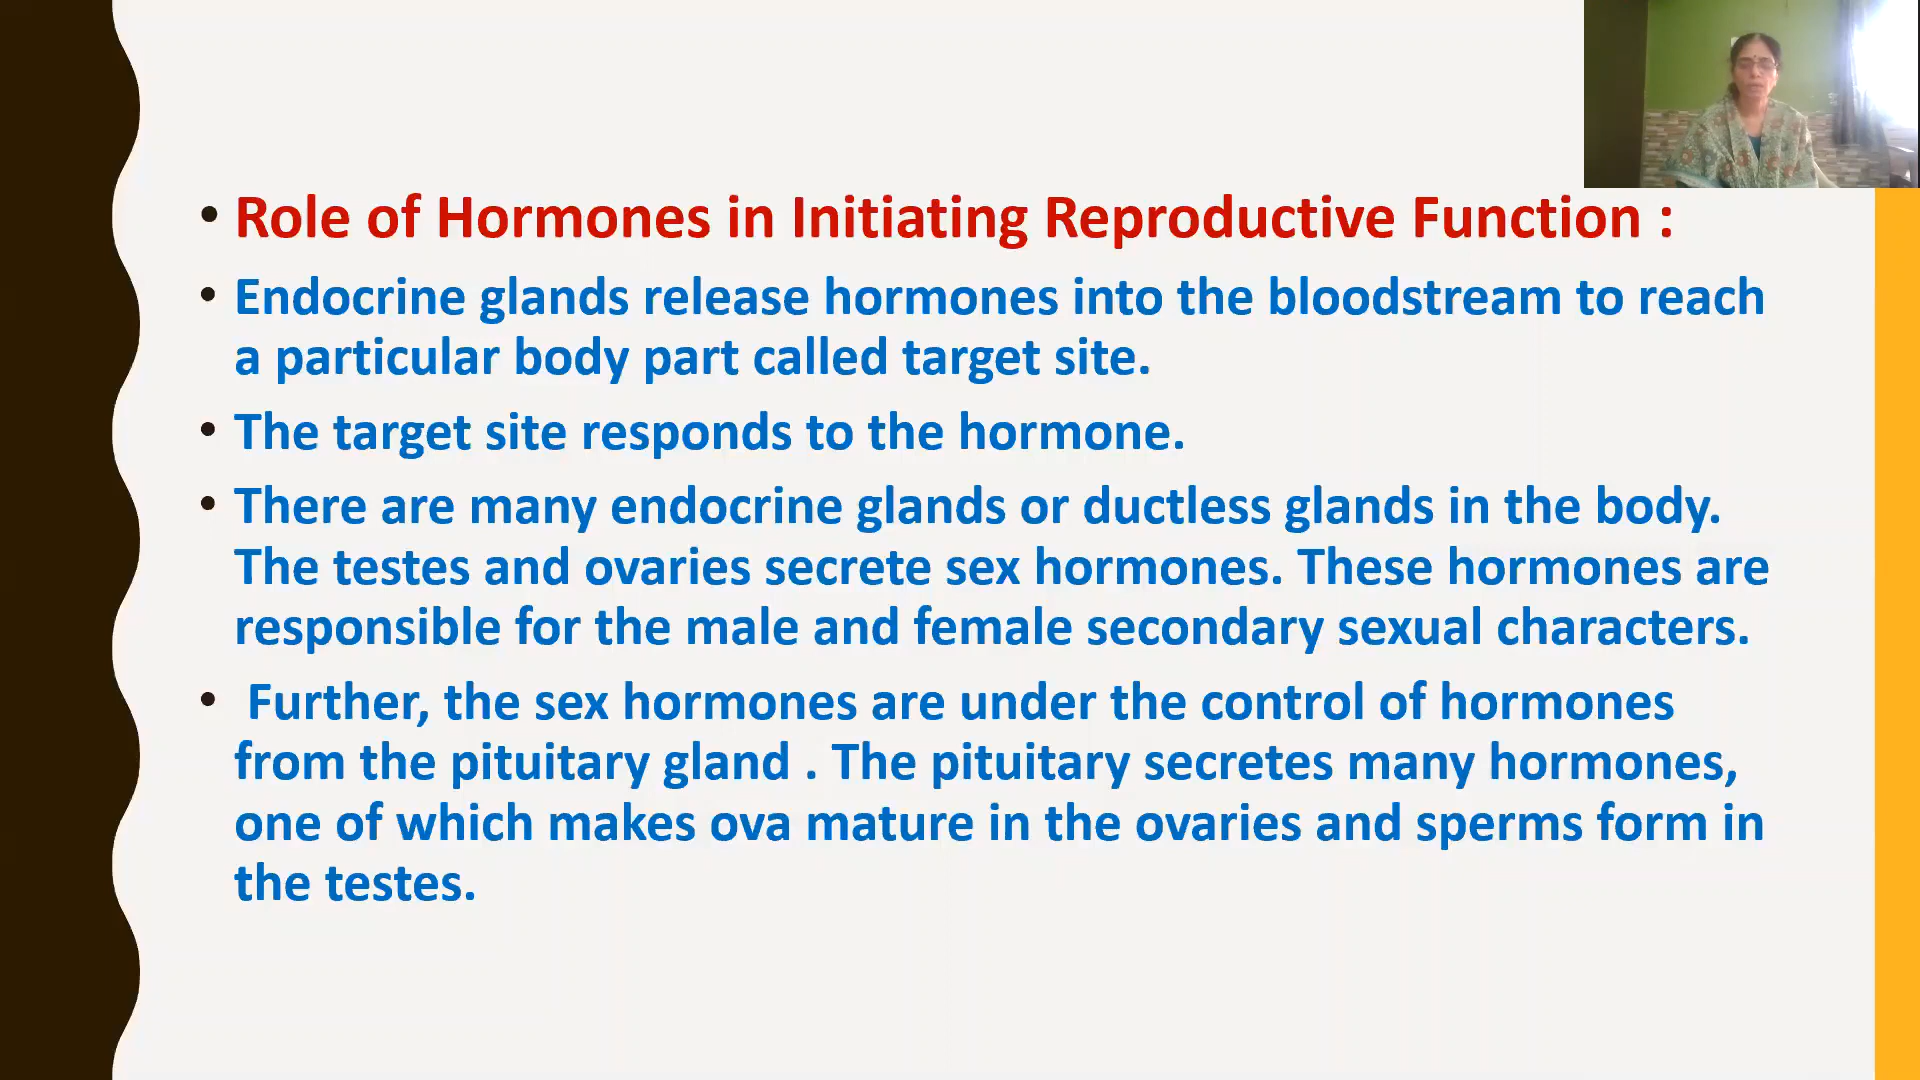 • Role of Hormones in Initiating Reproductive Function :
• Endocrine glands release hormones into the bloodstream to reach
a particular body part called target site.
• The target site responds to the hormone.
• There are many endocrine glands or ductless glands in the body.
The testes and ovaries secrete sex hormones. These hormones are
responsible for the male and female secondary sexual characters.
• Further, the sex hormones are under the control of hormones
from the pituitary gland . The pituitary secretes many hormones,
one of which makes ova mature in the ovaries and sperms form in
the testes.